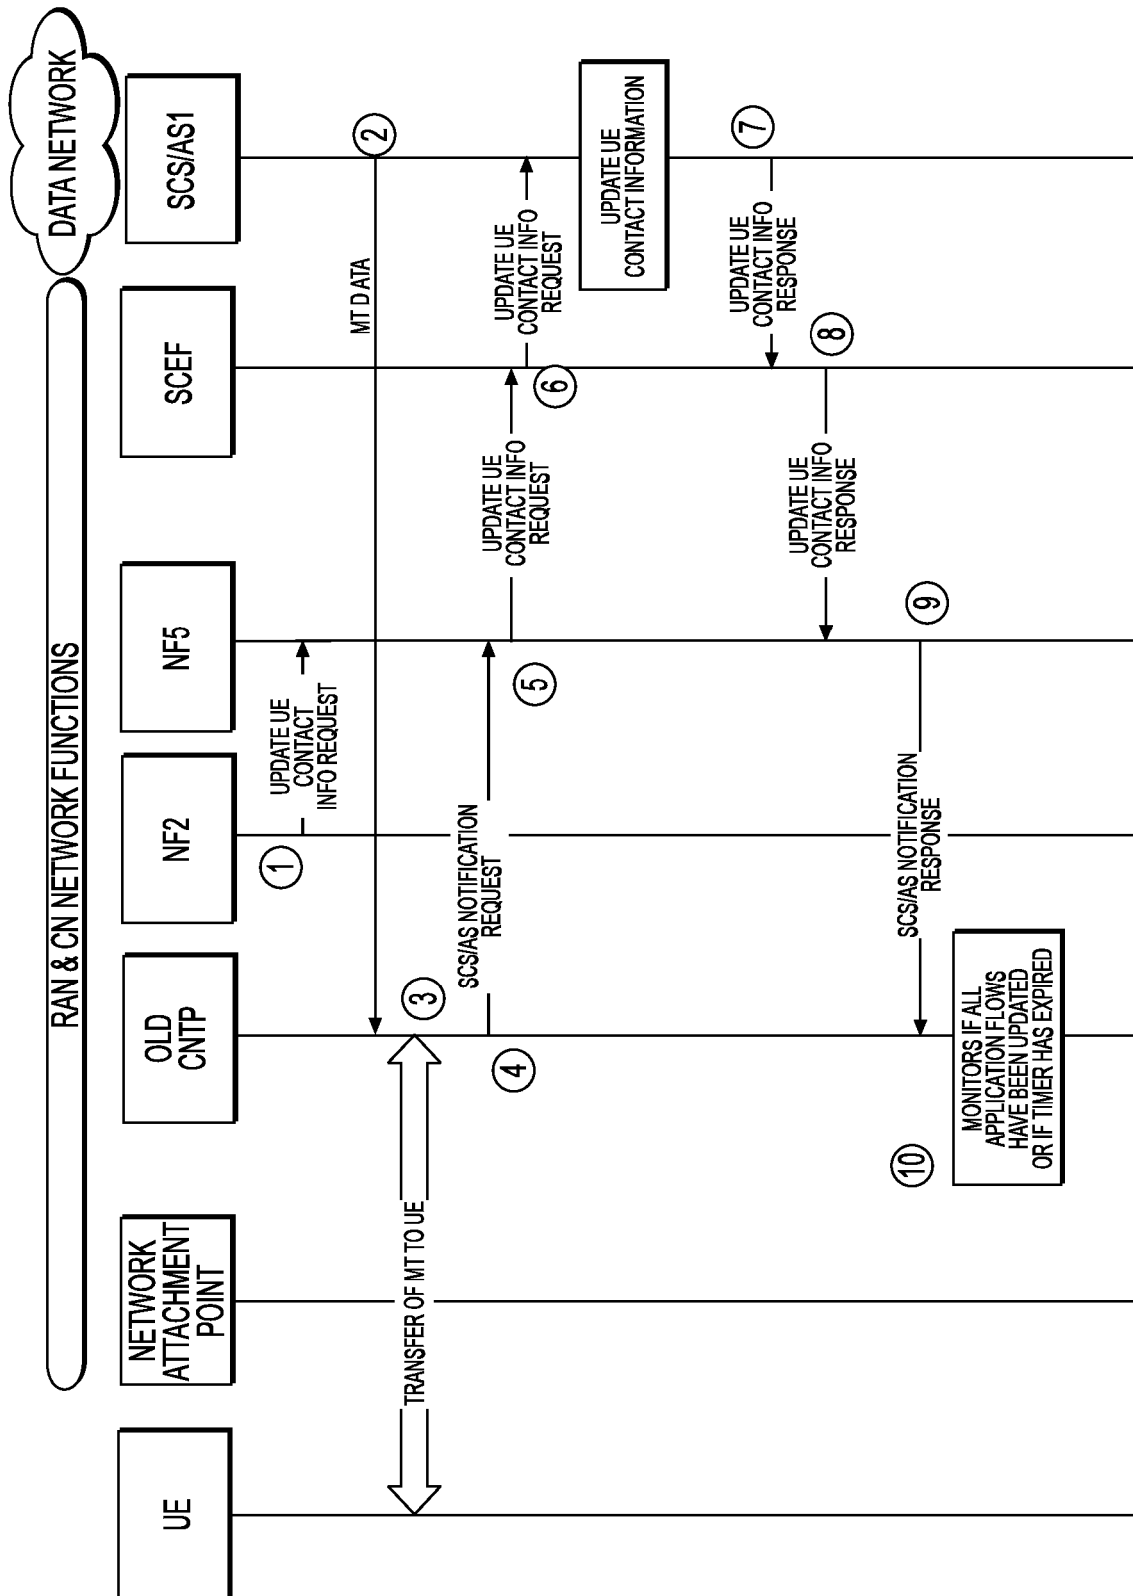 RAN & CN NETWORK FUNCTIONS
DATA NETWORK
UE
NETWORK
ATTACHMENT
POINT
OLD
CNTP
NF2
NF5
SCEF
SCS/AS1
1
UPDATE UE
CONTACT
INFO REQUEST
2
MT DATA
3
TRANSFER OF MT TO UE
4
SCS/AS NOTIFICATION
REQUEST
5
UPDATE UE
CONTACT INFO
REQUEST
6
UPDATE UE
CONTACT INFO
REQUEST
UPDATE UE
CONTACT INFORMATION
7
UPDATE UE
CONTACT INFO
RESPONSE
8
UPDATE UE
CONTACT INFO
RESPONSE
9
SCS/AS NOTIFICATION
RESPONSE
10
MONITORS IF ALL
APPLICATION FLOWS
HAVE BEEN UPDATED
OR IF TIMER HAS EXPIRED